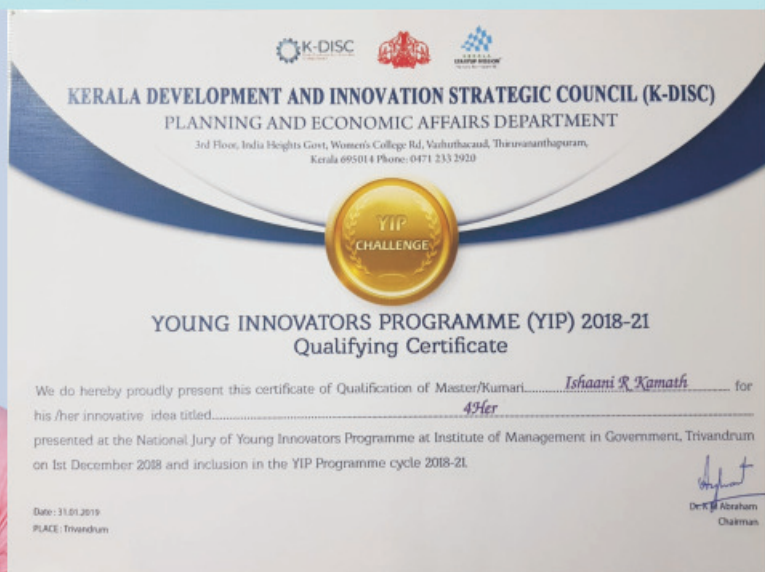 K-DISC
KERALA
STARTUP MISSION
KERALA DEVELOPMENT AND INNOVATION STRATEGIC COUNCIL (K-DISC)
PLANNING AND ECONOMIC AFFAIRS DEPARTMENT
3rd Floor, India Heights Govt, Women's College Rd, Vazhuthacaud, Thiruvananthapuram,
Kerala 695014 Phone: 0471 233 2920
YIP
CHALLENGE
YOUNG INNOVATORS PROGRAMME (YIP) 2018-21
Qualifying Certificate
We do hereby proudly present this certificate of Qualification of Master/Kumari......Ishaani R Kamath...... for
his /her innovative idea titled......4Her......
presented at the National Jury of Young Innovators Programme at Institute of Management in Government, Trivandrum
on 1st December 2018 and inclusion in the YIP Programme cycle 2018-21.
Date : 31.01.2019
PLACE : Trivandrum
Dr. K M Abraham
Chairman